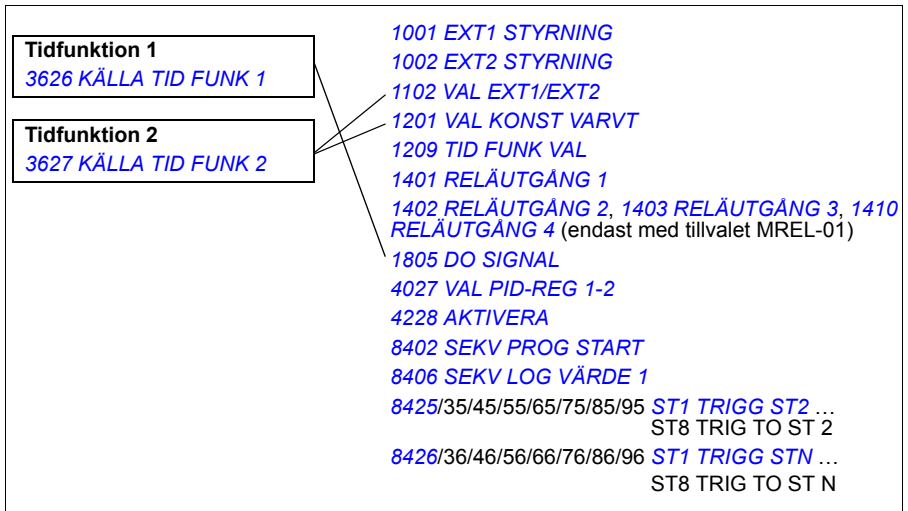 Tidfunktion 1
3626 KÄLLA TID FUNK 1
Tidfunktion 2
3627 KÄLLA TID FUNK 2
1001 EXT1 STYRNING
1002 EXT2 STYRNING
1102 VAL EXT1/EXT2
1201 VAL KONST VARVT
1209 TID FUNK VAL
1401 RELÄUTGÅNG 1
1402 RELÄUTGÅNG 2, 1403 RELÄUTGÅNG 3, 1410
RELÄUTGÅNG 4 (endast med tillvalet MREL-01)
1805 DO SIGNAL
4027 VAL PID-REG 1-2
4228 AKTIVERA
8402 SEKV PROG START
8406 SEKV LOG VÄRDE 1
8425/35/45/55/65/75/85/95 ST1 TRIGG ST2 …
ST8 TRIG TO ST 2
8426/36/46/56/66/76/86/96 ST1 TRIGG STN …
ST8 TRIG TO ST N